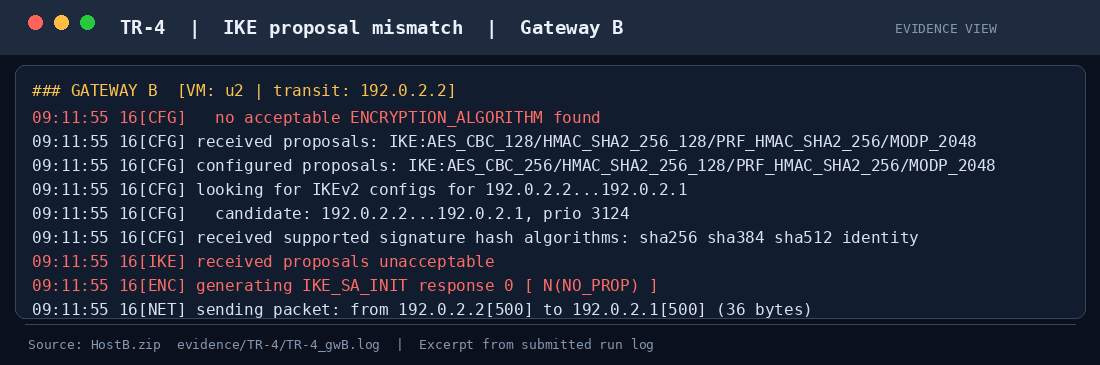 TR-4  |  IKE proposal mismatch  |  Gateway B
EVIDENCE VIEW
### GATEWAY B  [VM: u2 | transit: 192.0.2.2]
09:11:55 16[CFG]   no acceptable ENCRYPTION_ALGORITHM found
09:11:55 16[CFG] received proposals: IKE:AES_CBC_128/HMAC_SHA2_256_128/PRF_HMAC_SHA2_256/MODP_2048
09:11:55 16[CFG] configured proposals: IKE:AES_CBC_256/HMAC_SHA2_256_128/PRF_HMAC_SHA2_256/MODP_2048
09:11:55 16[CFG] looking for IKEv2 configs for 192.0.2.2...192.0.2.1
09:11:55 16[CFG]   candidate: 192.0.2.2...192.0.2.1, prio 3124
09:11:55 16[CFG] received supported signature hash algorithms: sha256 sha384 sha512 identity
09:11:55 16[IKE] received proposals unacceptable
09:11:55 16[ENC] generating IKE_SA_INIT response 0 [ N(NO_PROP) ]
09:11:55 16[NET] sending packet: from 192.0.2.2[500] to 192.0.2.1[500] (36 bytes)
Source: HostB.zip  evidence/TR-4/TR-4_gwB.log  |  Excerpt from submitted run log